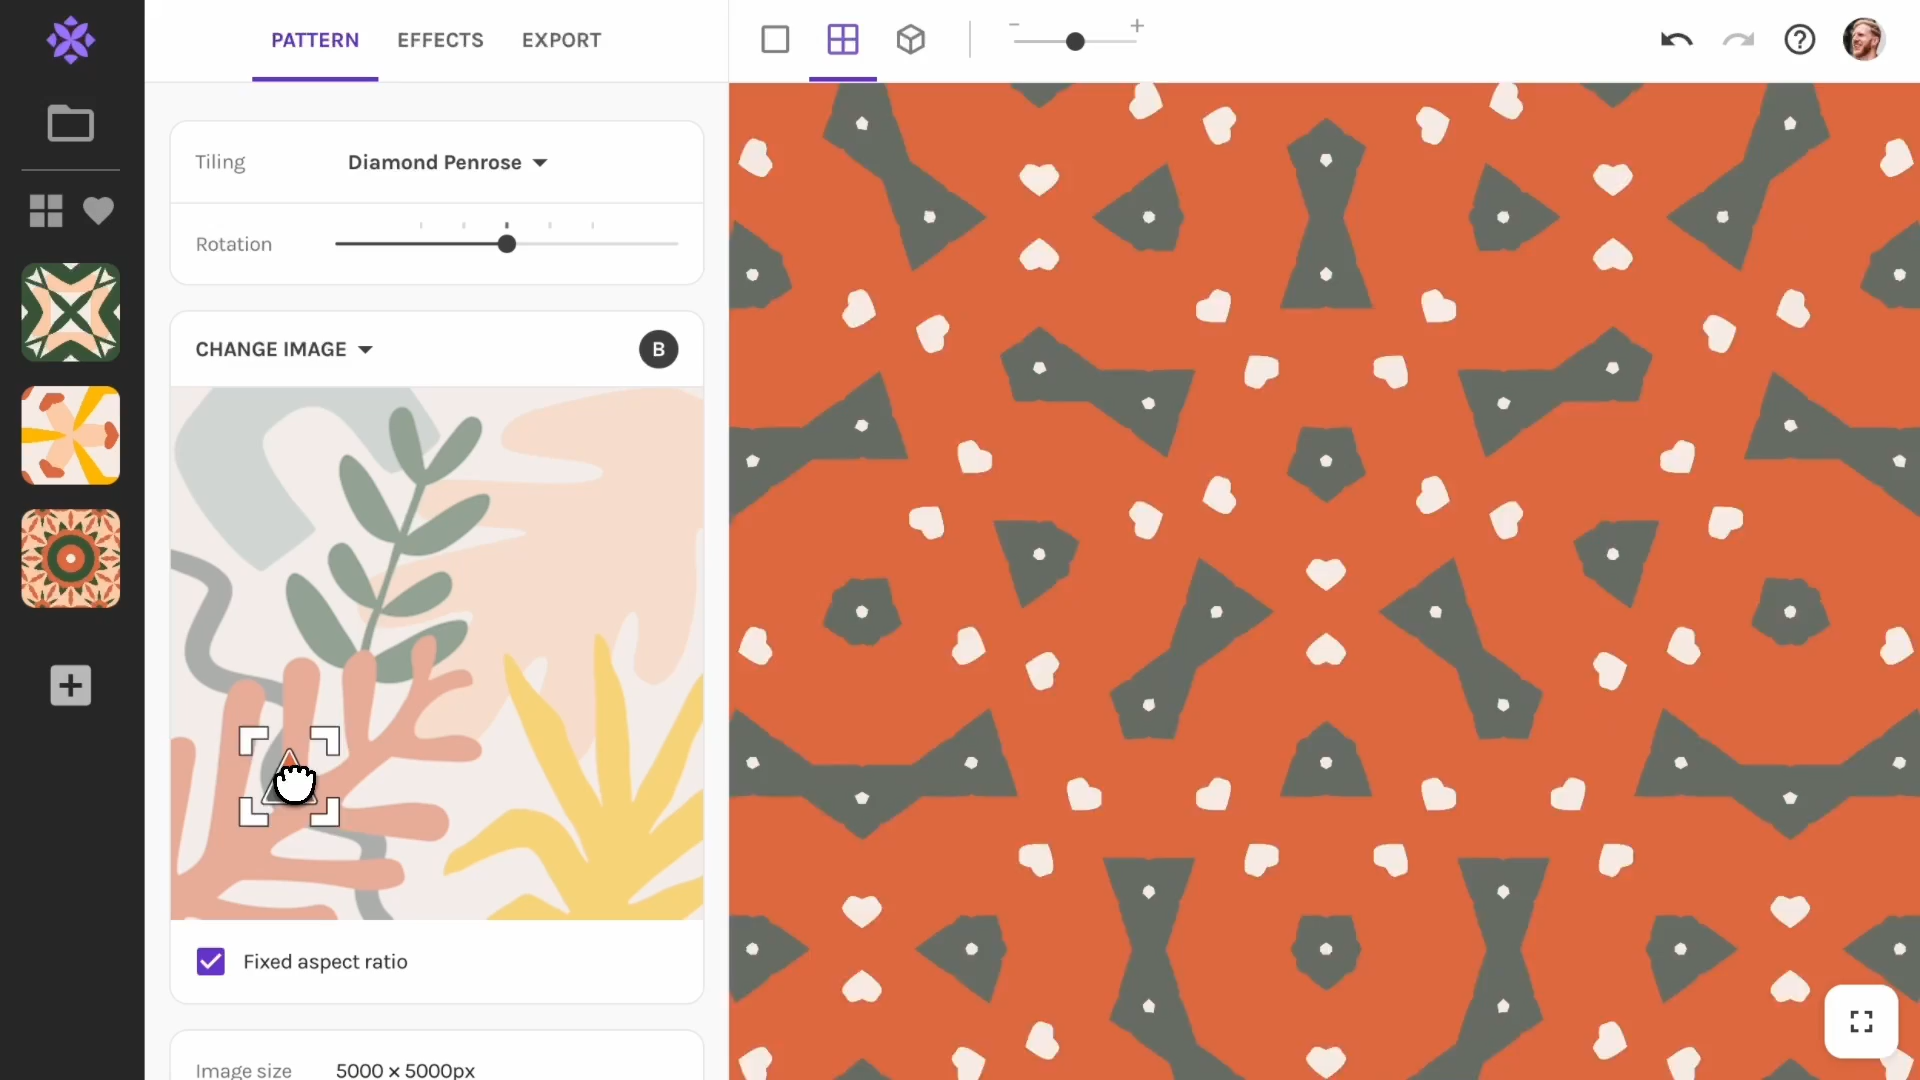 PATTERN EFFECTS EXPORT
Tiling Diamond Penrose
Rotation
CHANGE IMAGE B
Fixed aspect ratio
Image size 5000 × 5000px